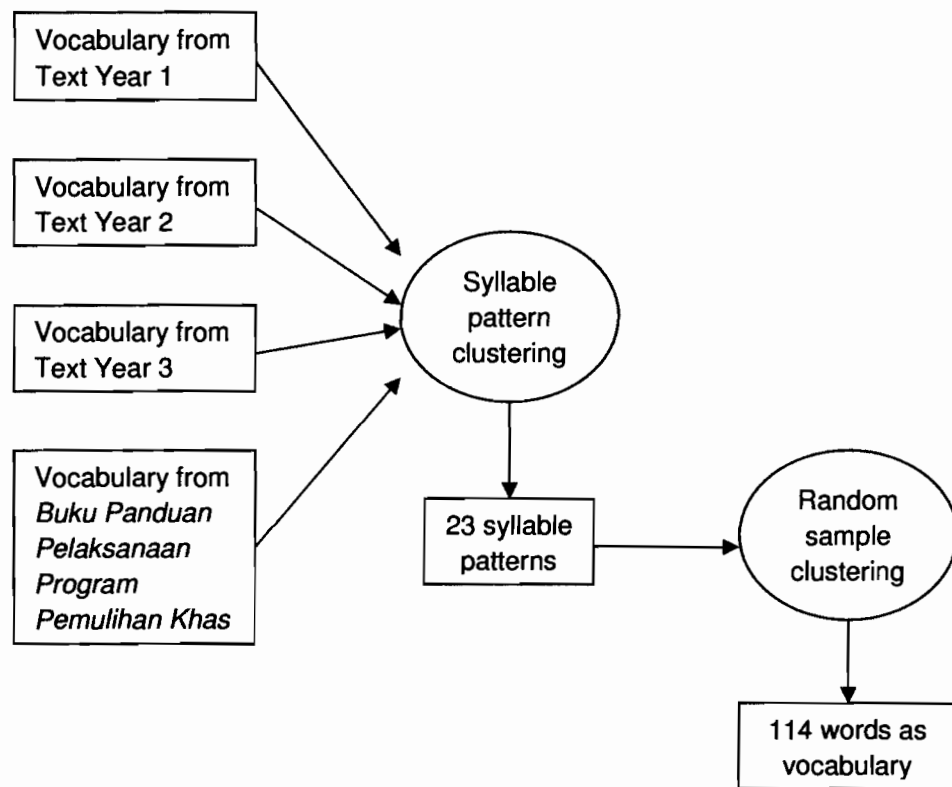 Vocabulary from
Text Year 1
Vocabulary from
Text Year 2
Vocabulary from
Text Year 3
Vocabulary from
Buku Panduan
Pelaksanaan
Program
Pemulihan Khas
Syllable
pattern
clustering
23 syllable
patterns
Random
sample
clustering
114 words as
vocabulary